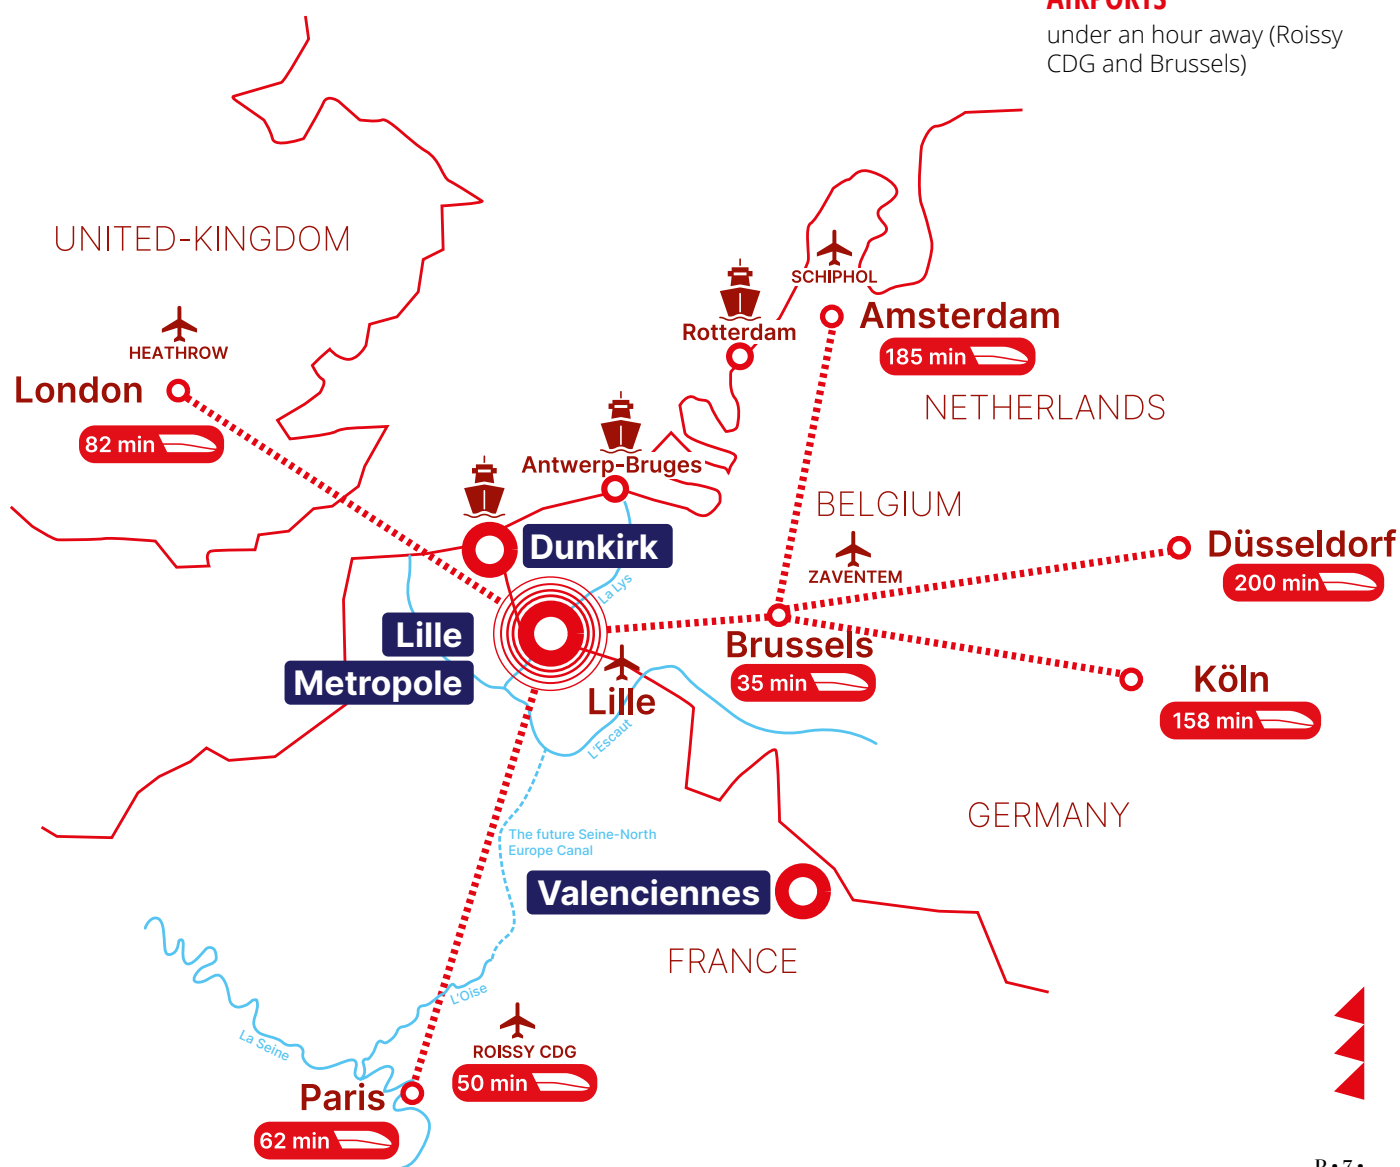 AIRPORTS
under an hour away (Roissy
CDG and Brussels)
UNITED-KINGDOM
HEATHROW
London
82 min
SCHIPHOL
Rotterdam
Amsterdam
185 min
NETHERLANDS
Antwerp-Bruges
BELGIUM
Dunkirk
ZAVENTEM
Düsseldorf
200 min
La Lys
Lille
Metropole
Brussels
35 min
Lille
Köln
158 min
L'Escaut
GERMANY
The future Seine-North
Europe Canal
Valenciennes
FRANCE
L'Oise
La Seine
ROISSY CDG
50 min
Paris
62 min
P • 7 •